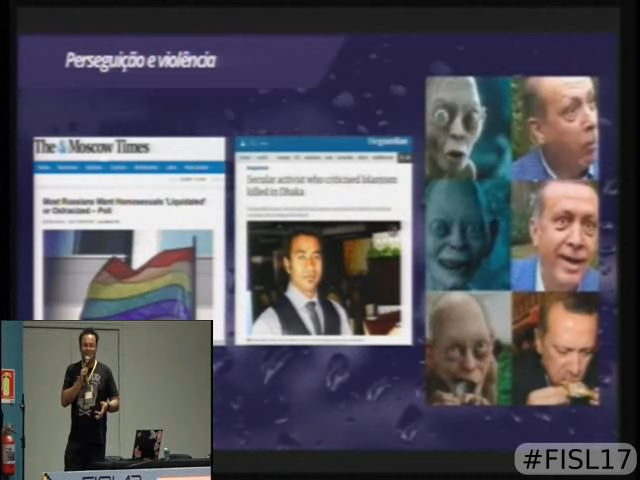 Perseguição e violência
The Moscow Times
Most Russians Want Homosexuals 'Liquidated'
or Ostracized – Poll
theguardian
Secular activist who criticised Islamism
killed in Dhaka
FISL17
#FISL17